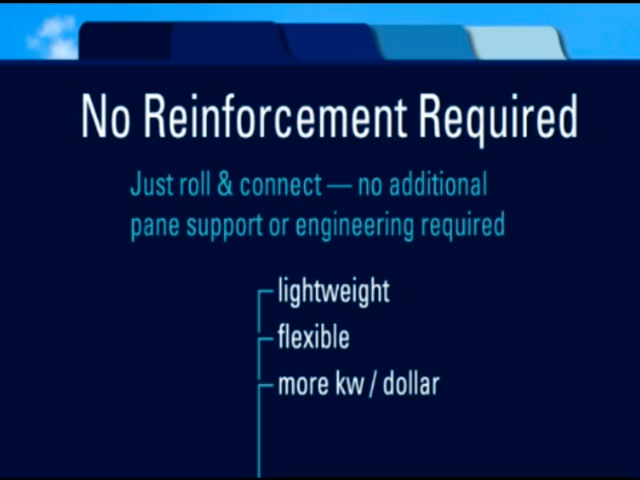 No Reinforcement Required
Just roll & connect — no additional
pane support or engineering required
lightweight
flexible
more kw / dollar